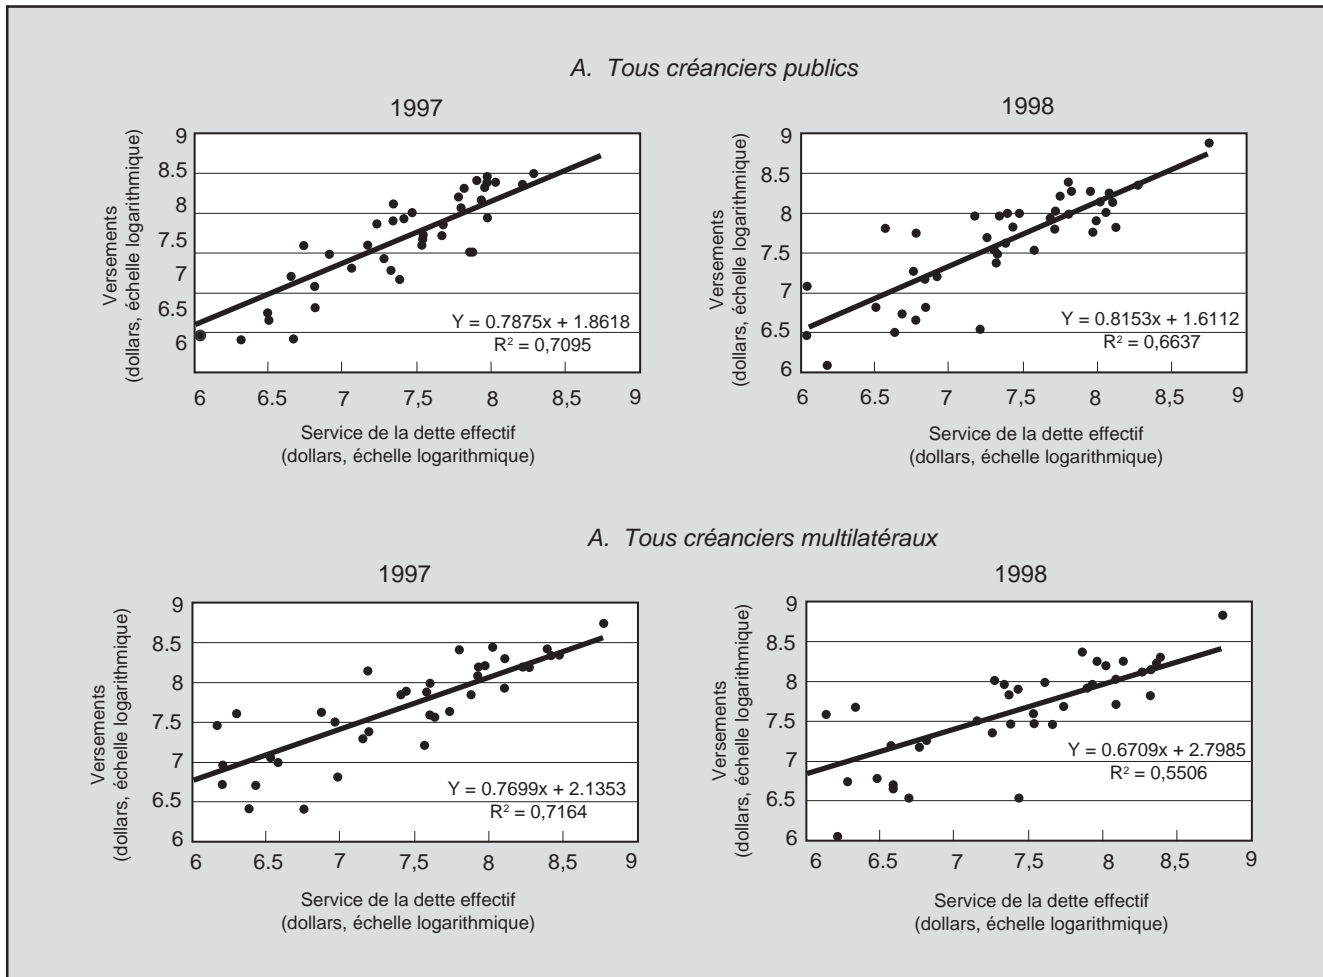 A. Tous créanciers publics
1997
Versements
(dollars, échelle logarithmique)
9
8.5
8
7.5
7
6.5
6
Y = 0.7875x + 1.8618
R² = 0,7095
6
6.5
7
7,5
8
8,5
9
Service de la dette effectif
(dollars, échelle logarithmique)
1998
Versements
(dollars, échelle logarithmique)
9
8.5
8
7.5
7
6.5
6
Y = 0.8153x + 1.6112
R² = 0,6637
6
6.5
7
7,5
8
8,5
9
Service de la dette effectif
(dollars, échelle logarithmique)
A. Tous créanciers multilatéraux
1997
Versements
(dollars, échelle logarithmique)
9
8.5
8
7.5
7
6.5
6
Y = 0.7699x + 2.1353
R² = 0,7164
6
6.5
7
7,5
8
8,5
9
Service de la dette effectif
(dollars, échelle logarithmique)
1998
Versements
(dollars, échelle logarithmique)
9
8.5
8
7.5
7
6.5
6
Y = 0.6709x + 2.7985
R² = 0,5506
6
6.5
7
7,5
8
8,5
9
Service de la dette effectif
(dollars, échelle logarithmique)